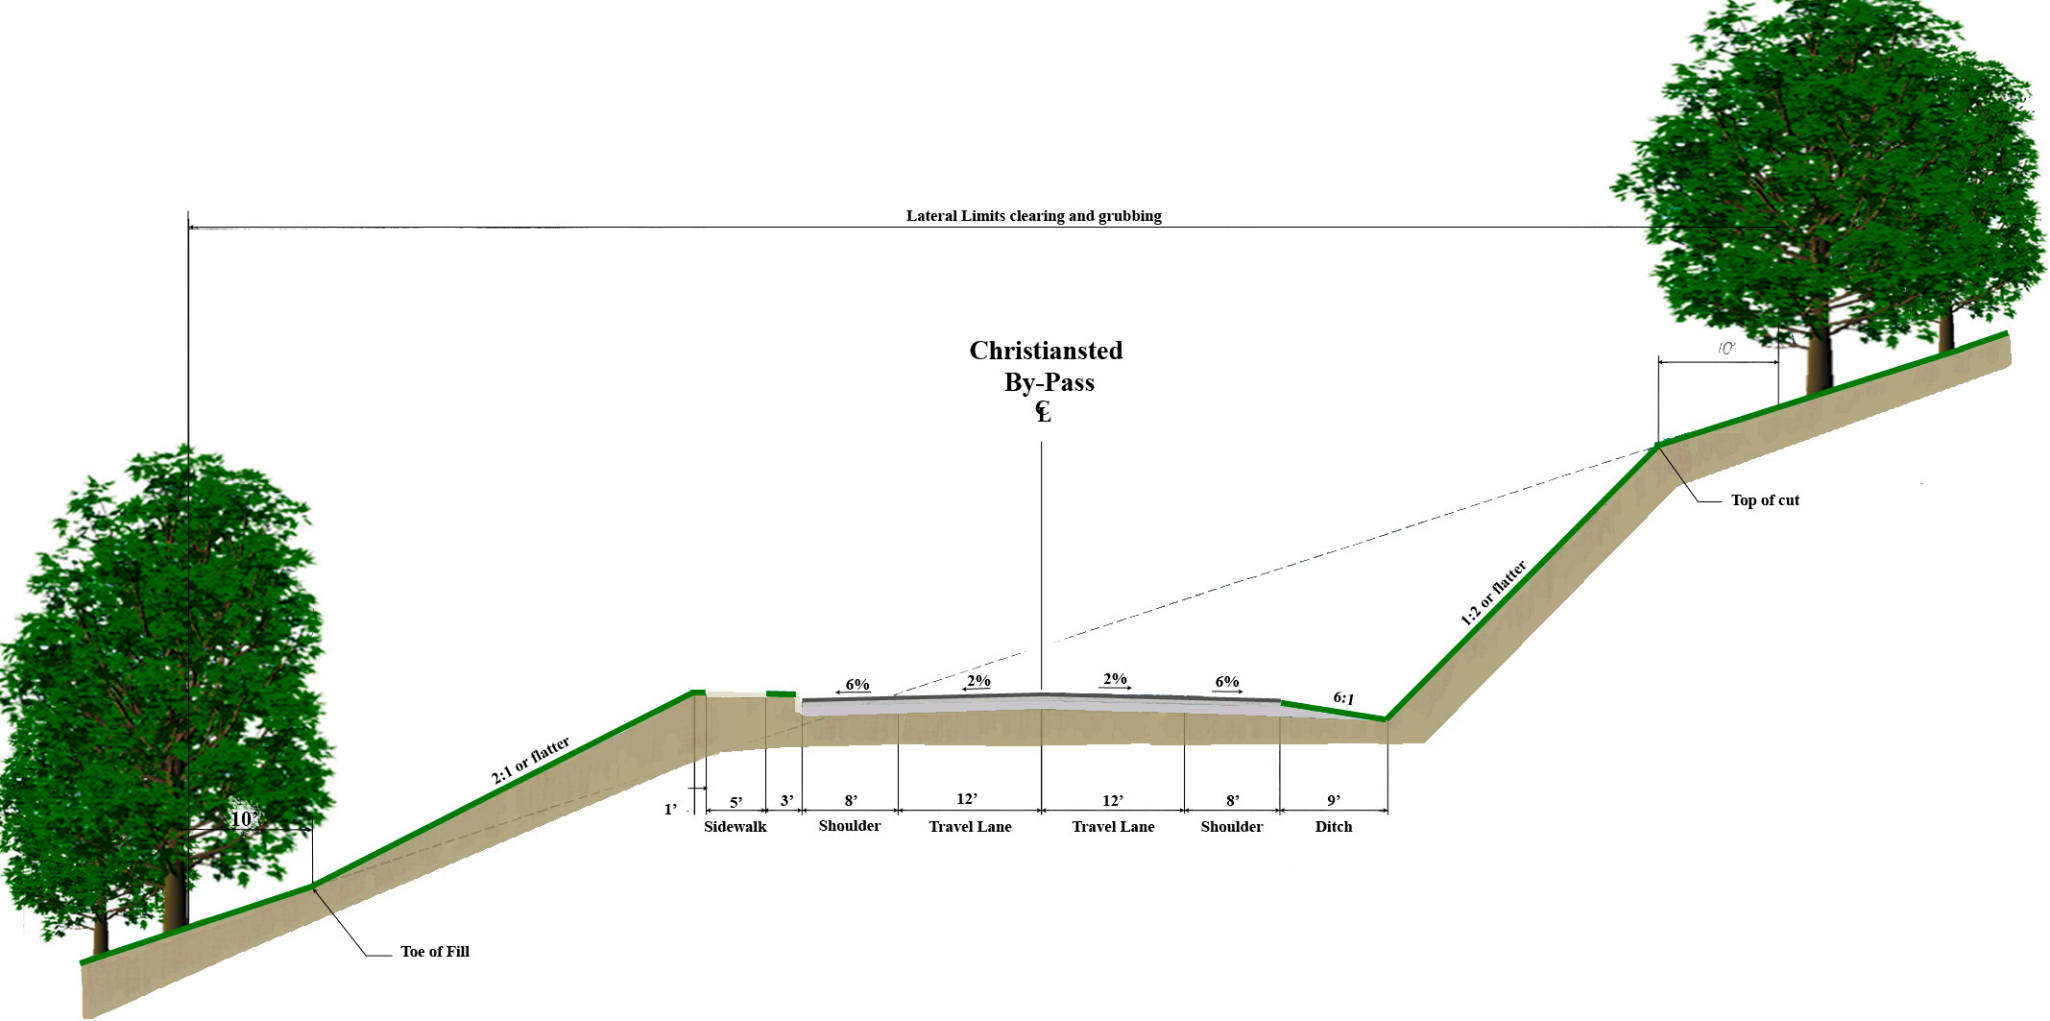 Lateral Limits clearing and grubbing
Christiansted
By-Pass
℄
10'
Top of cut
1:2 or flatter
6%
2%
2%
6%
6:1
2:1 or flatter
1’
5’
3’
8’
12’
12’
8’
9’
Sidewalk
Shoulder
Travel Lane
Travel Lane
Shoulder
Ditch
10’
Toe of Fill